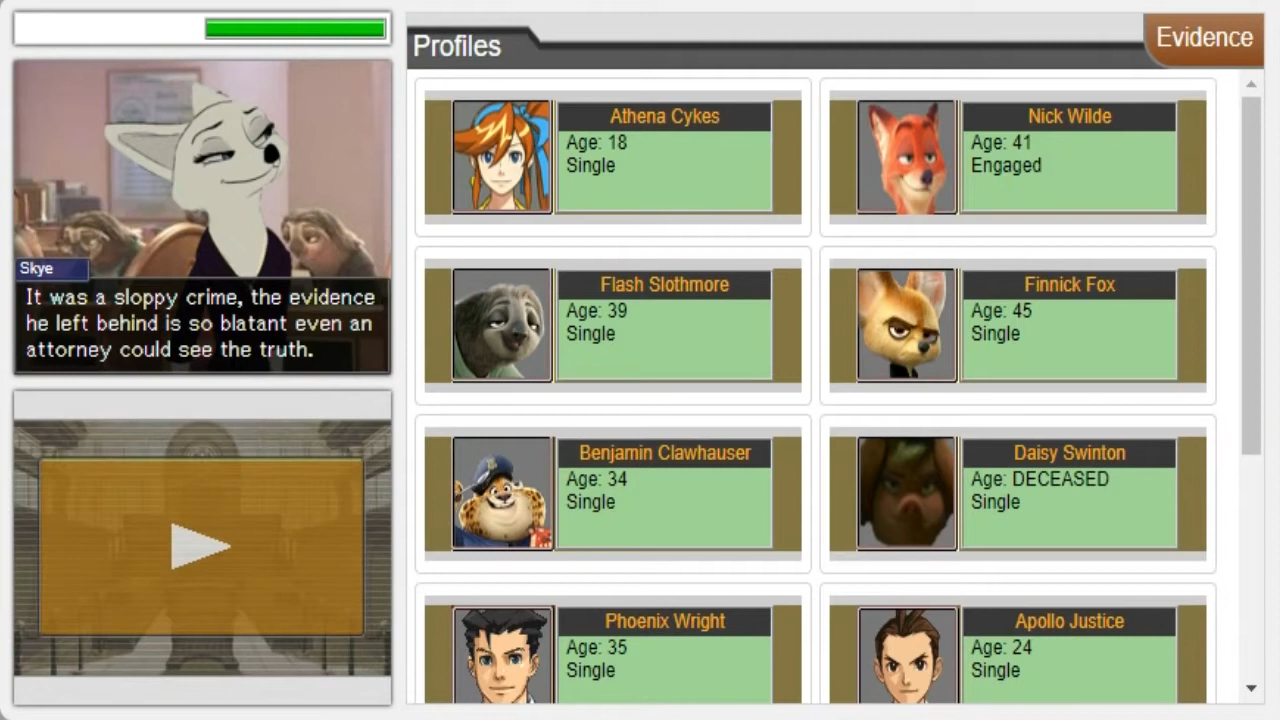 Skye
It was a sloppy crime, the evidence
he left behind is so blatant even an
attorney could see the truth.
Profiles
Evidence
Athena Cykes
Age: 18
Single
Nick Wilde
Age: 41
Engaged
Flash Slothmore
Age: 39
Single
Finnick Fox
Age: 45
Single
Benjamin Clawhauser
Age: 34
Single
Daisy Swinton
Age: DECEASED
Single
Phoenix Wright
Age: 35
Single
Apollo Justice
Age: 24
Single